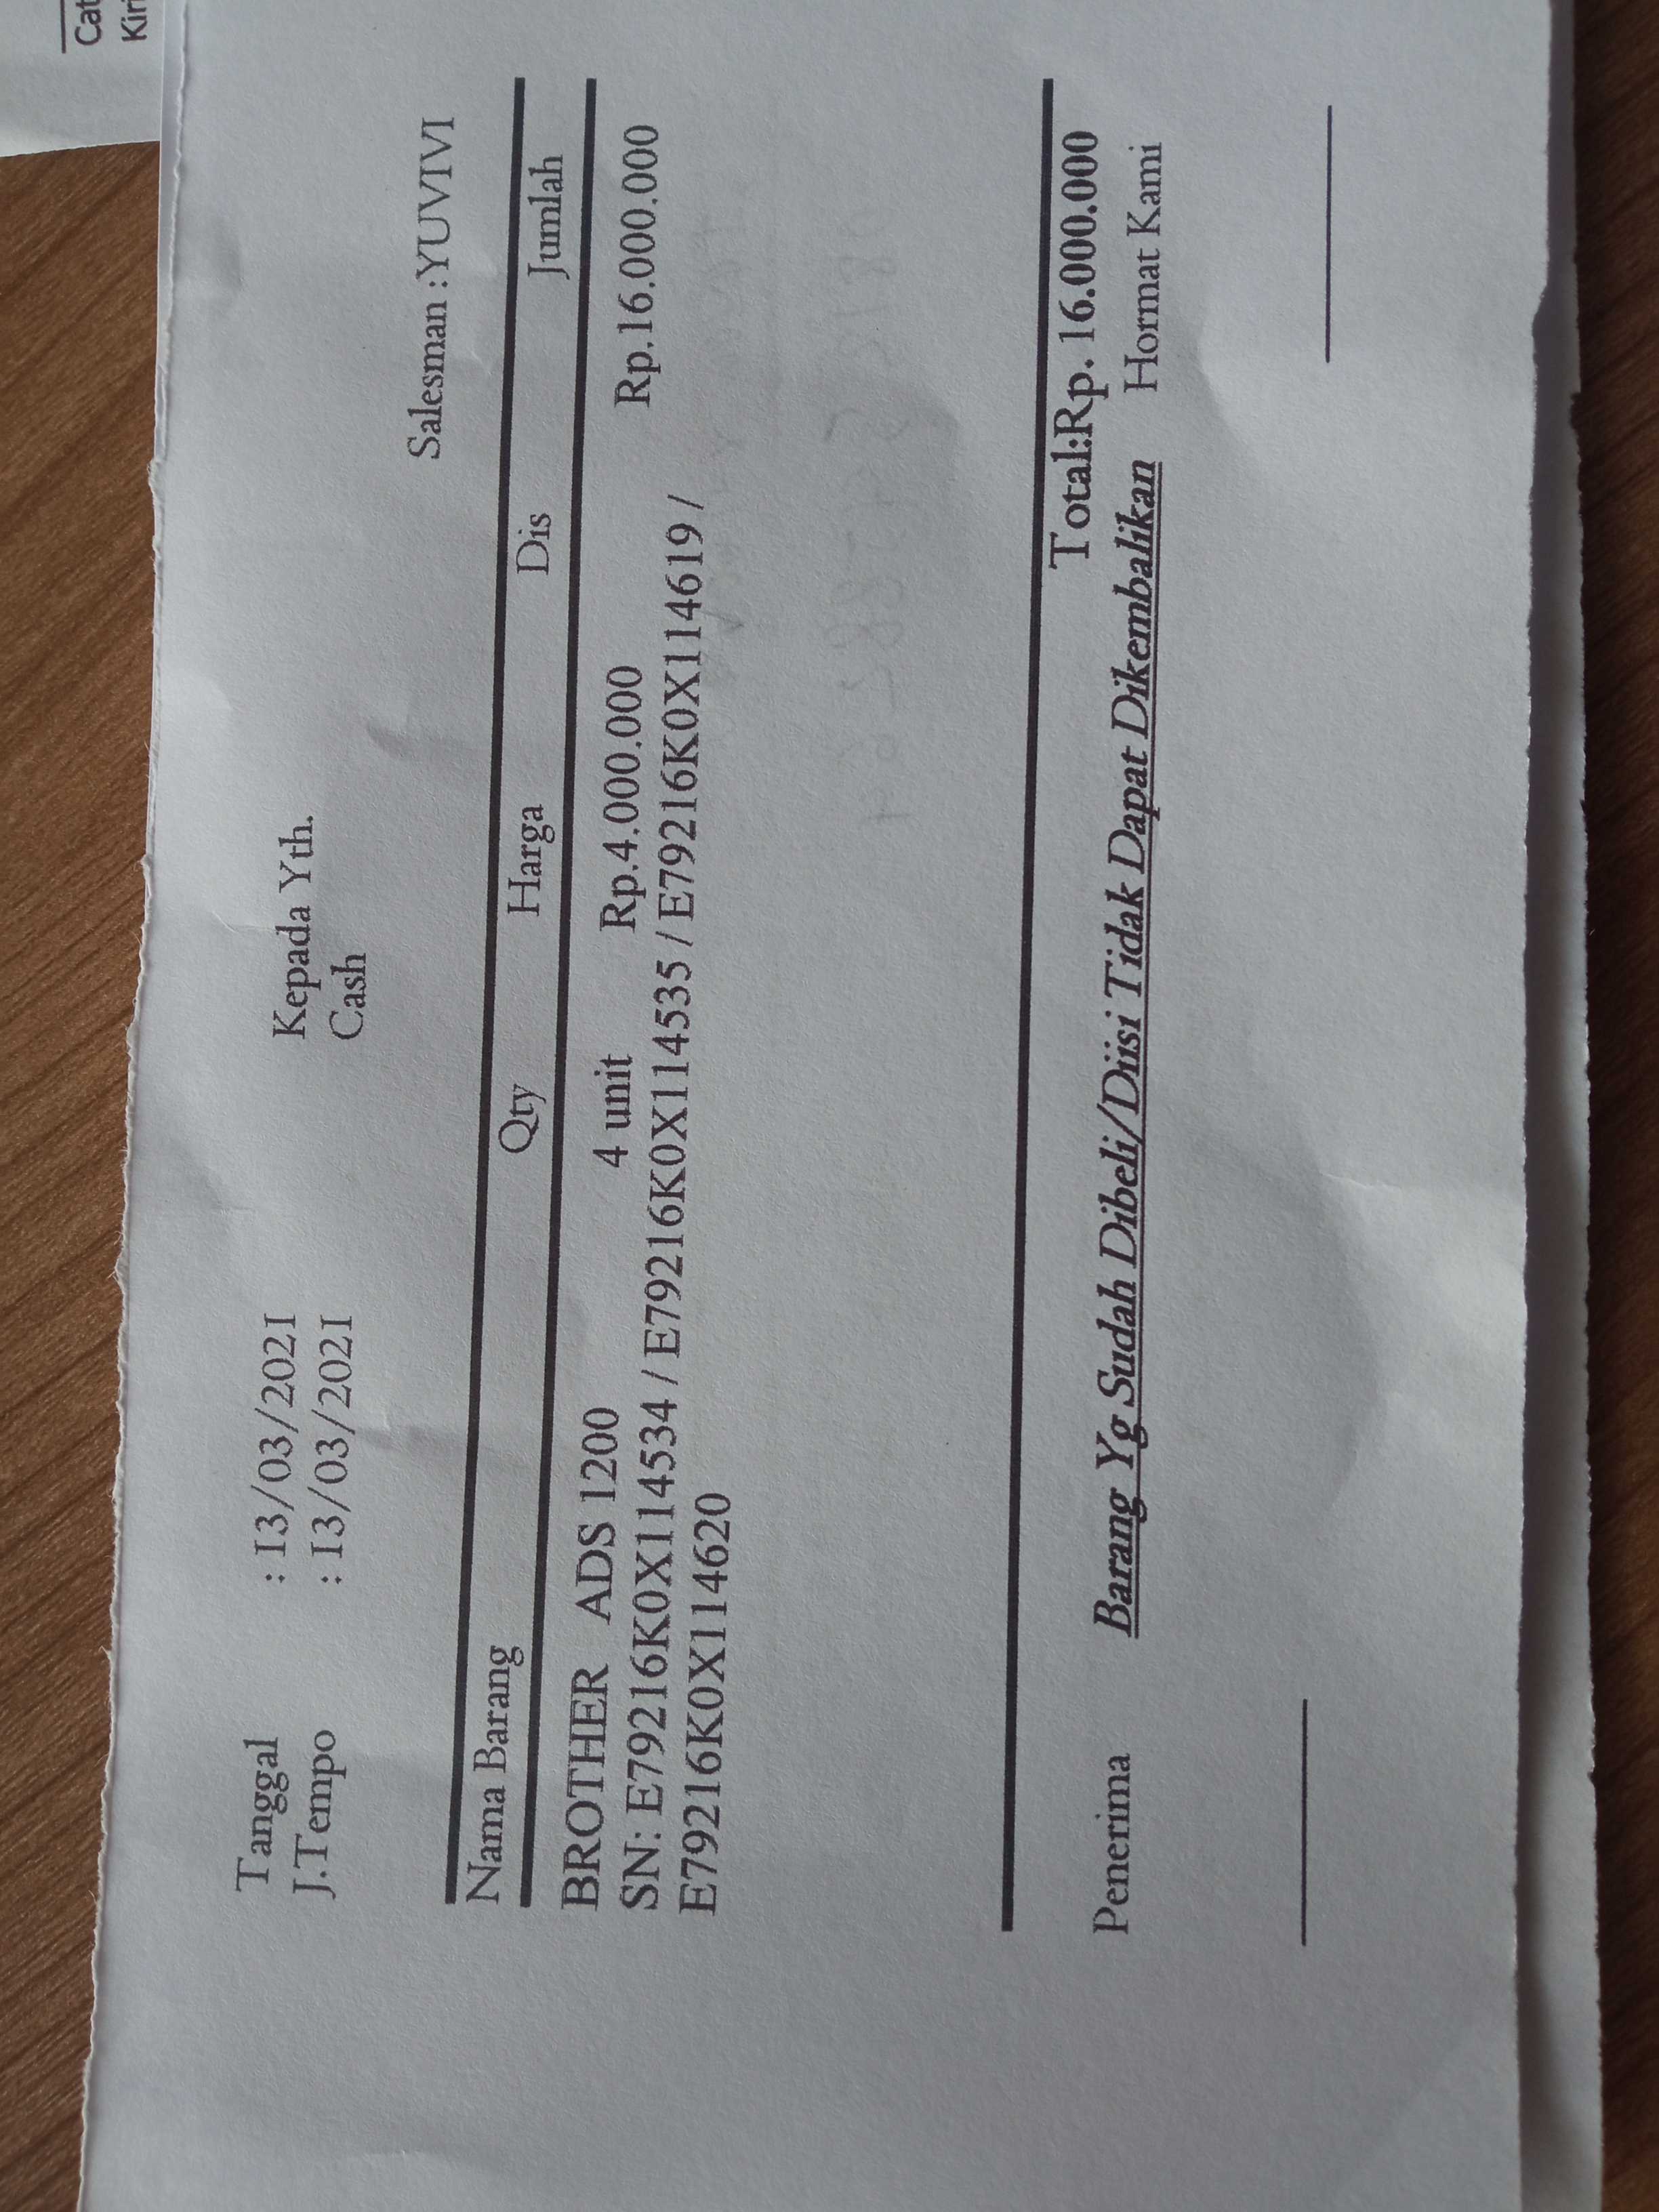 Tanggal : 13/03/2021 Kepada Yth.
J.Tempo : 13/03/2021 Cash
Salesman : YUVIVI
Nama Barang Qty Harga Dis Jumlah
BROTHER ADS 1200 4 unit Rp.4.000.000 Rp.16.000.000
SN: E79216K0X114534 / E79216K0X114535 / E79216K0X114619 /
E79216K0X114620
Total:Rp. 16.000.000
Penerima Barang Yg Sudah Dibeli/Diisi Tidak Dapat Dikembalikan Hormat Kami